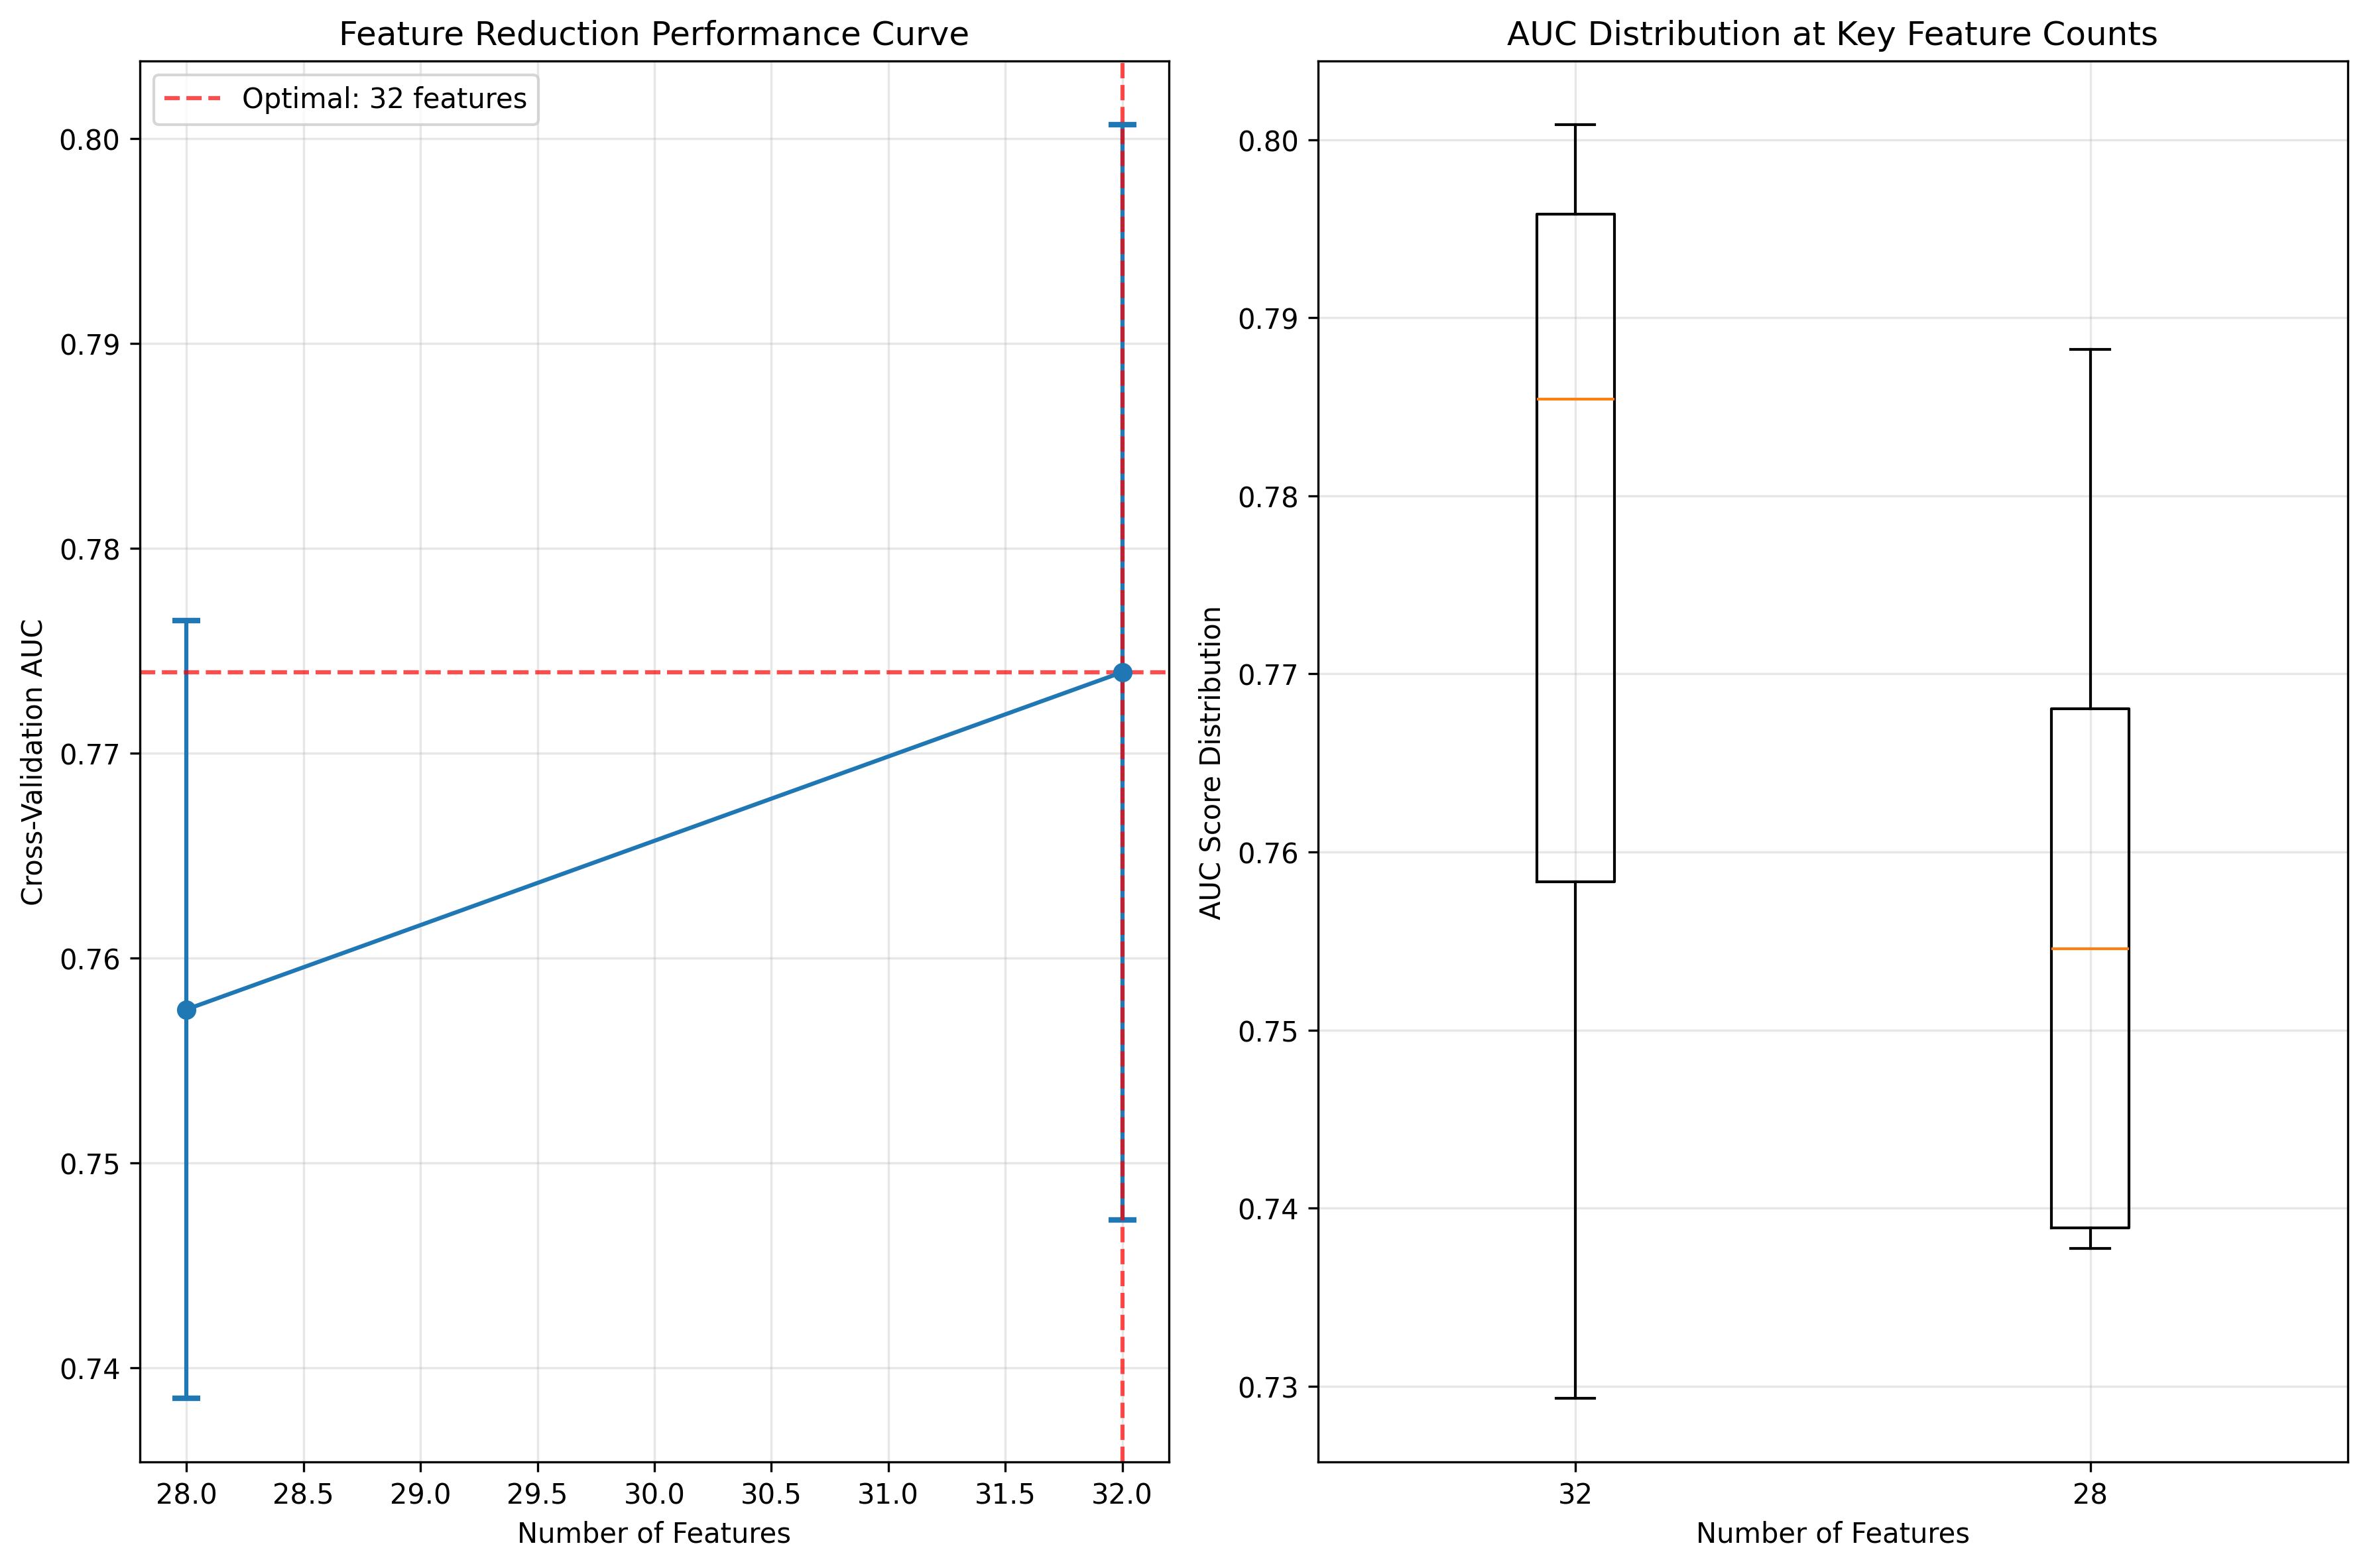 Feature Reduction Performance Curve
Optimal: 32 features
Cross-Validation AUC
0.80
0.79
0.78
0.77
0.76
0.75
0.74
28.0 28.5 29.0 29.5 30.0 30.5 31.0 31.5 32.0
Number of Features
AUC Distribution at Key Feature Counts
AUC Score Distribution
0.80
0.79
0.78
0.77
0.76
0.75
0.74
0.73
32 28
Number of Features